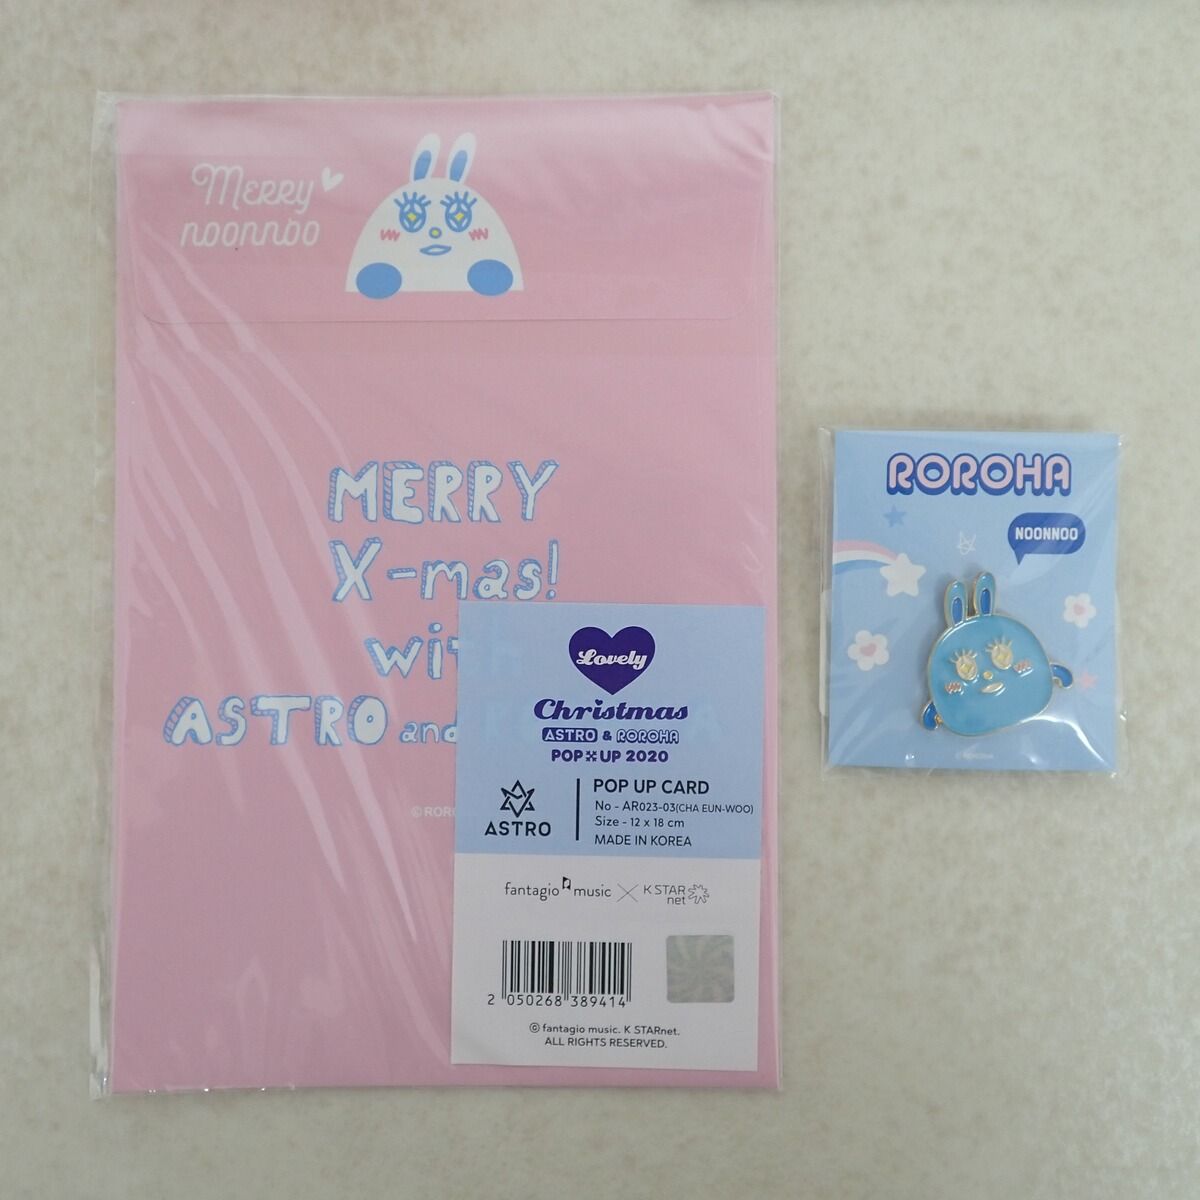 Merry
noonnoo
MERRY
X-mas!
with
ASTRO and
©RORO
Lovely
Christmas
ASTRO & ROROHA
POP UP 2020
ASTRO
POP UP CARD
No - AR023-03(CHA EUN-WOO)
Size - 12 x 18 cm
MADE IN KOREA
fantagio music × K STAR net
2 050268 389414
© fantagio music. K STARnet.
ALL RIGHTS RESERVED.
ROROHA
NOONNOO